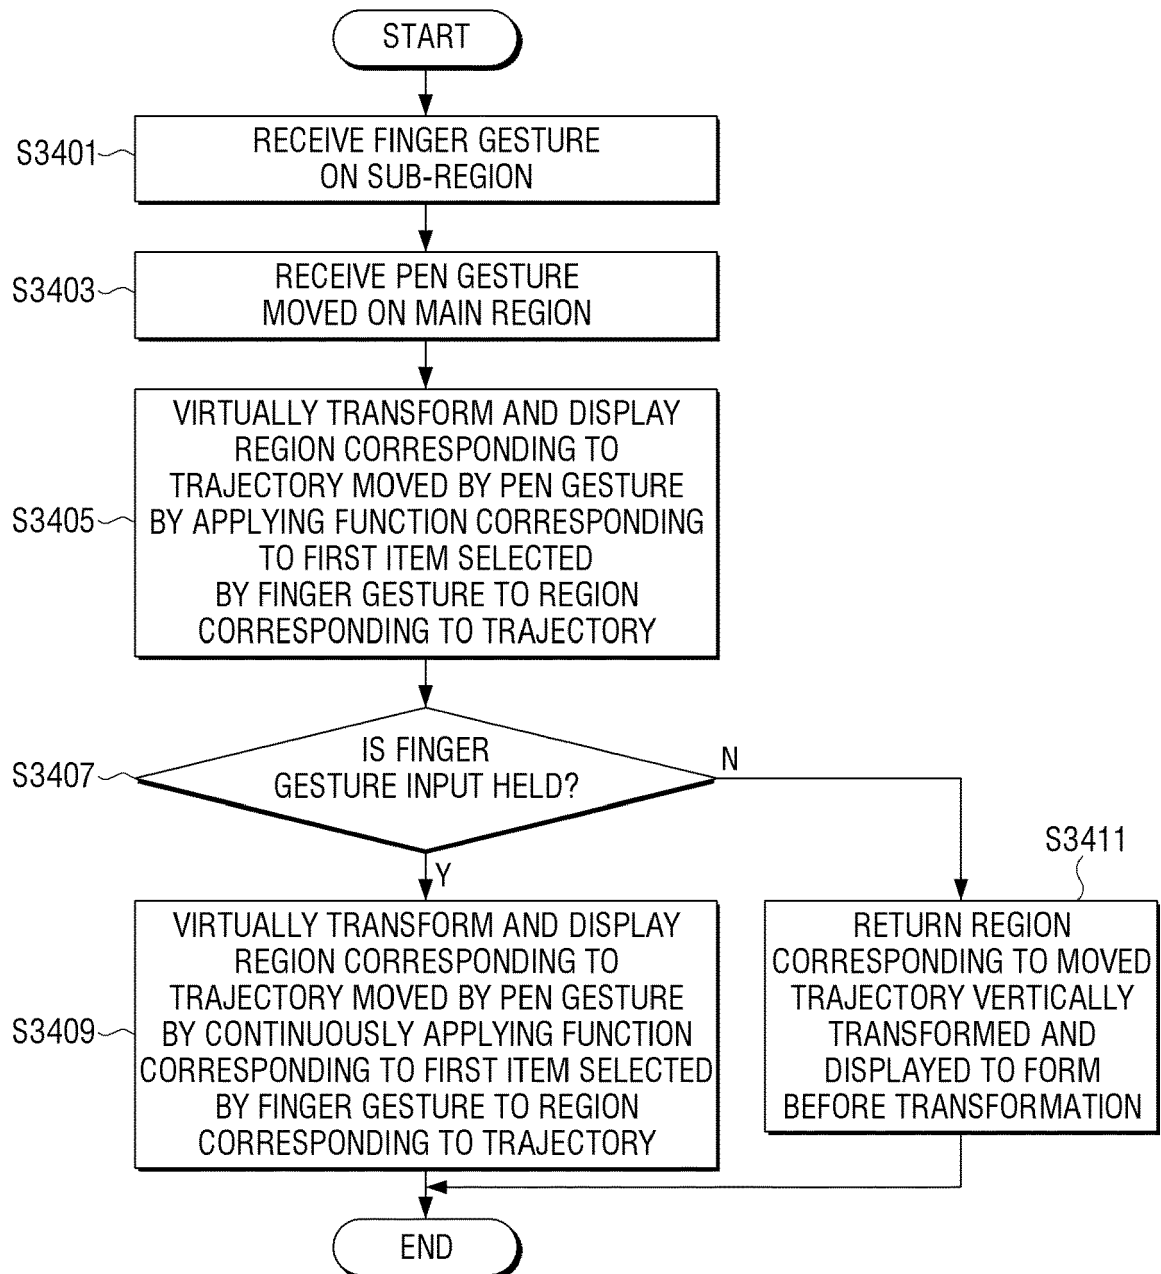 START
S3401
RECEIVE FINGER GESTURE
ON SUB-REGION
S3403
RECEIVE PEN GESTURE
MOVED ON MAIN REGION
S3405
VIRTUALLY TRANSFORM AND DISPLAY
REGION CORRESPONDING TO
TRAJECTORY MOVED BY PEN GESTURE
BY APPLYING FUNCTION CORRESPONDING
TO FIRST ITEM SELECTED
BY FINGER GESTURE TO REGION
CORRESPONDING TO TRAJECTORY
S3407
IS FINGER
GESTURE INPUT HELD?
N
Y
S3409
VIRTUALLY TRANSFORM AND DISPLAY
REGION CORRESPONDING TO
TRAJECTORY MOVED BY PEN GESTURE
BY CONTINUOUSLY APPLYING FUNCTION
CORRESPONDING TO FIRST ITEM SELECTED
BY FINGER GESTURE TO REGION
CORRESPONDING TO TRAJECTORY
S3411
RETURN REGION
CORRESPONDING TO MOVED
TRAJECTORY VERTICALLY
TRANSFORMED AND
DISPLAYED TO FORM
BEFORE TRANSFORMATION
END